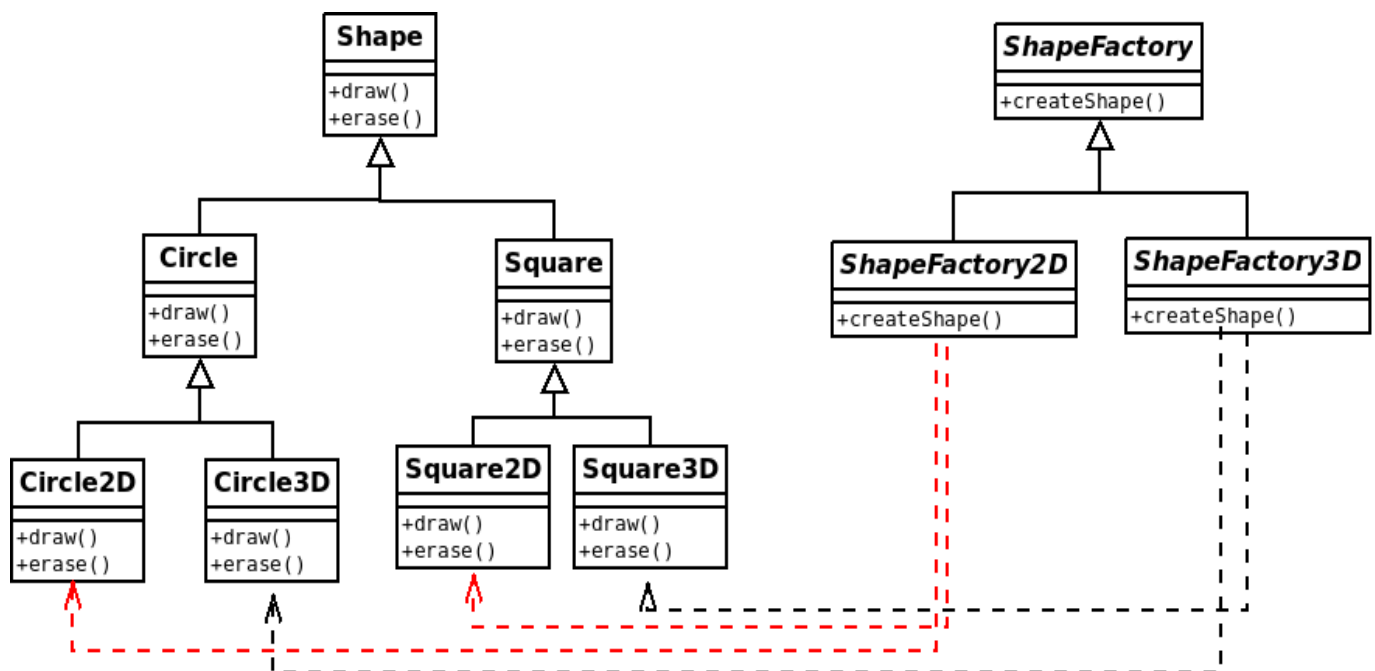 Shape
+draw()
+erase()
ShapeFactory
+createShape()
Circle
+draw()
+erase()
Square
+draw()
+erase()
ShapeFactory2D
+createShape()
ShapeFactory3D
+createShape()
Circle2D
+draw()
+erase()
Circle3D
+draw()
+erase()
Square2D
+draw()
+erase()
Square3D
+draw()
+erase()